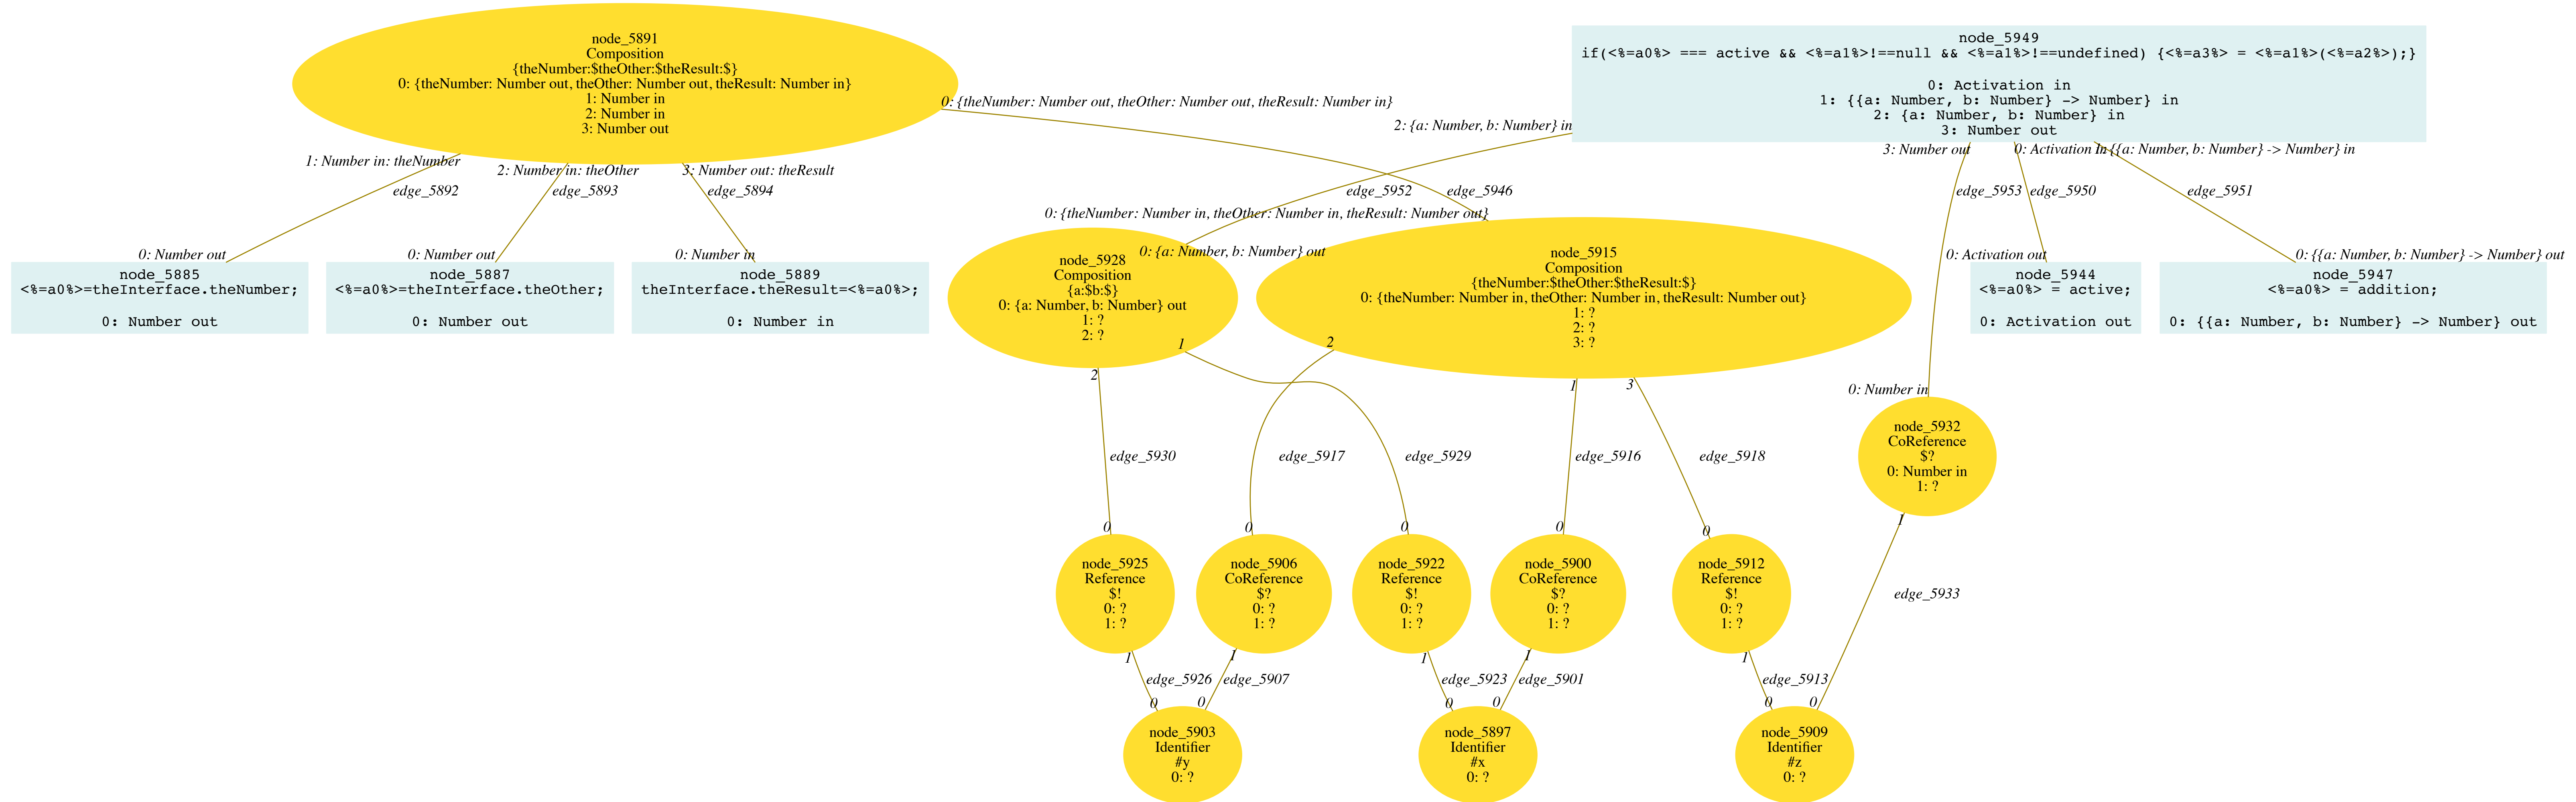 node_5891
Composition
{theNumber:$theOther:$theResult:$}
0: {theNumber: Number out, theOther: Number out, theResult: Number in}
1: Number in
2: Number in
3: Number out
node_5949
if(<%=a0%> === active && <%=a1%>!==null && <%=a1%>!==undefined) {<%=a3%> = <%=a1%>(<%=a2%>);}
0: Activation in
1: {{a: Number, b: Number} -> Number} in
2: {a: Number, b: Number} in
3: Number out
0: {theNumber: Number out, theOther: Number out, theResult: Number in}
2: {a: Number, b: Number} in
1: Number in: theNumber
2: Number in: theOther
3: Number out: theResult
3: Number out
0: Activation in
1: {{a: Number, b: Number} -> Number} in
edge_5892
edge_5893
edge_5894
edge_5952
edge_5946
edge_5953
edge_5950
edge_5951
0: {theNumber: Number in, theOther: Number in, theResult: Number out}
0: Number out
0: Number out
0: Number in
0: {a: Number, b: Number} out
0: Activation out
0: {{a: Number, b: Number} -> Number} out
node_5885
<%=a0%>=theInterface.theNumber;
0: Number out
node_5887
<%=a0%>=theInterface.theOther;
0: Number out
node_5889
theInterface.theResult=<%=a0%>;
0: Number in
node_5928
Composition
{a:$b:$}
0: {a: Number, b: Number} out
1: ?
2: ?
node_5915
Composition
{theNumber:$theOther:$theResult:$}
0: {theNumber: Number in, theOther: Number in, theResult: Number out}
1: ?
2: ?
3: ?
node_5944
<%=a0%> = active;
0: Activation out
node_5947
<%=a0%> = addition;
0: {{a: Number, b: Number} -> Number} out
1
2
2
1
3
0: Number in
node_5932
CoReference
$?
0: Number in
1: ?
edge_5930
edge_5917
edge_5929
edge_5916
edge_5918
0
0
0
0
0
1
node_5925
Reference
$!
0: ?
1: ?
node_5906
CoReference
$?
0: ?
1: ?
node_5922
Reference
$!
0: ?
1: ?
node_5900
CoReference
$?
0: ?
1: ?
node_5912
Reference
$!
0: ?
1: ?
edge_5933
1
1
1
1
1
edge_5926
edge_5907
edge_5923
edge_5901
edge_5913
0
0
0
0
0
0
node_5903
Identifier
#y
0: ?
node_5897
Identifier
#x
0: ?
node_5909
Identifier
#z
0: ?